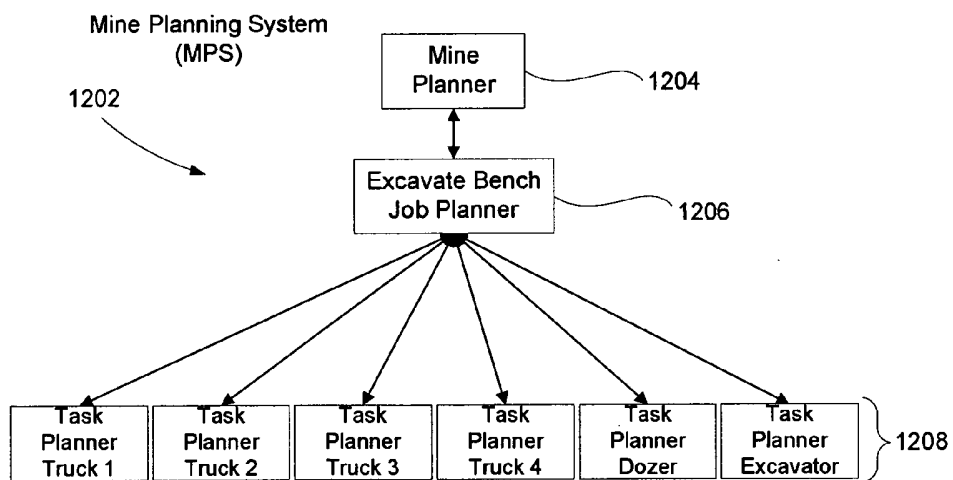 Mine Planning System
(MPS)
1202
Mine
Planner
1204
Excavate Bench
Job Planner
1206
Task
Planner
Truck 1
Task
Planner
Truck 2
Task
Planner
Truck 3
Task
Planner
Truck 4
Task
Planner
Dozer
Task
Planner
Excavator
1208